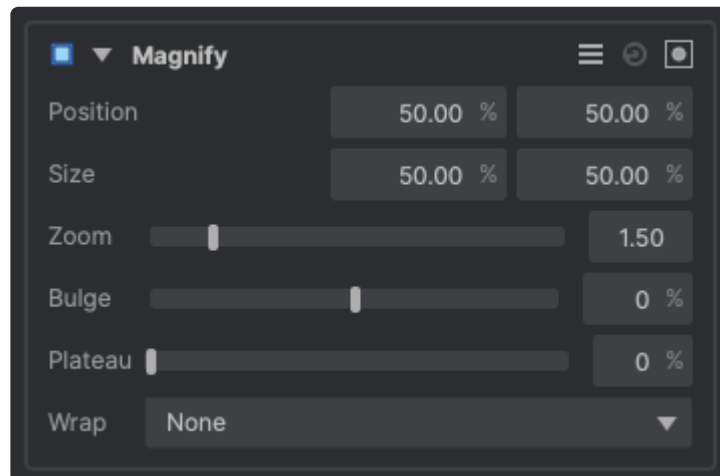 Magnify
Position 50.00 % 50.00 %
Size 50.00 % 50.00 %
Zoom 1.50
Bulge 0 %
Plateau 0 %
Wrap None